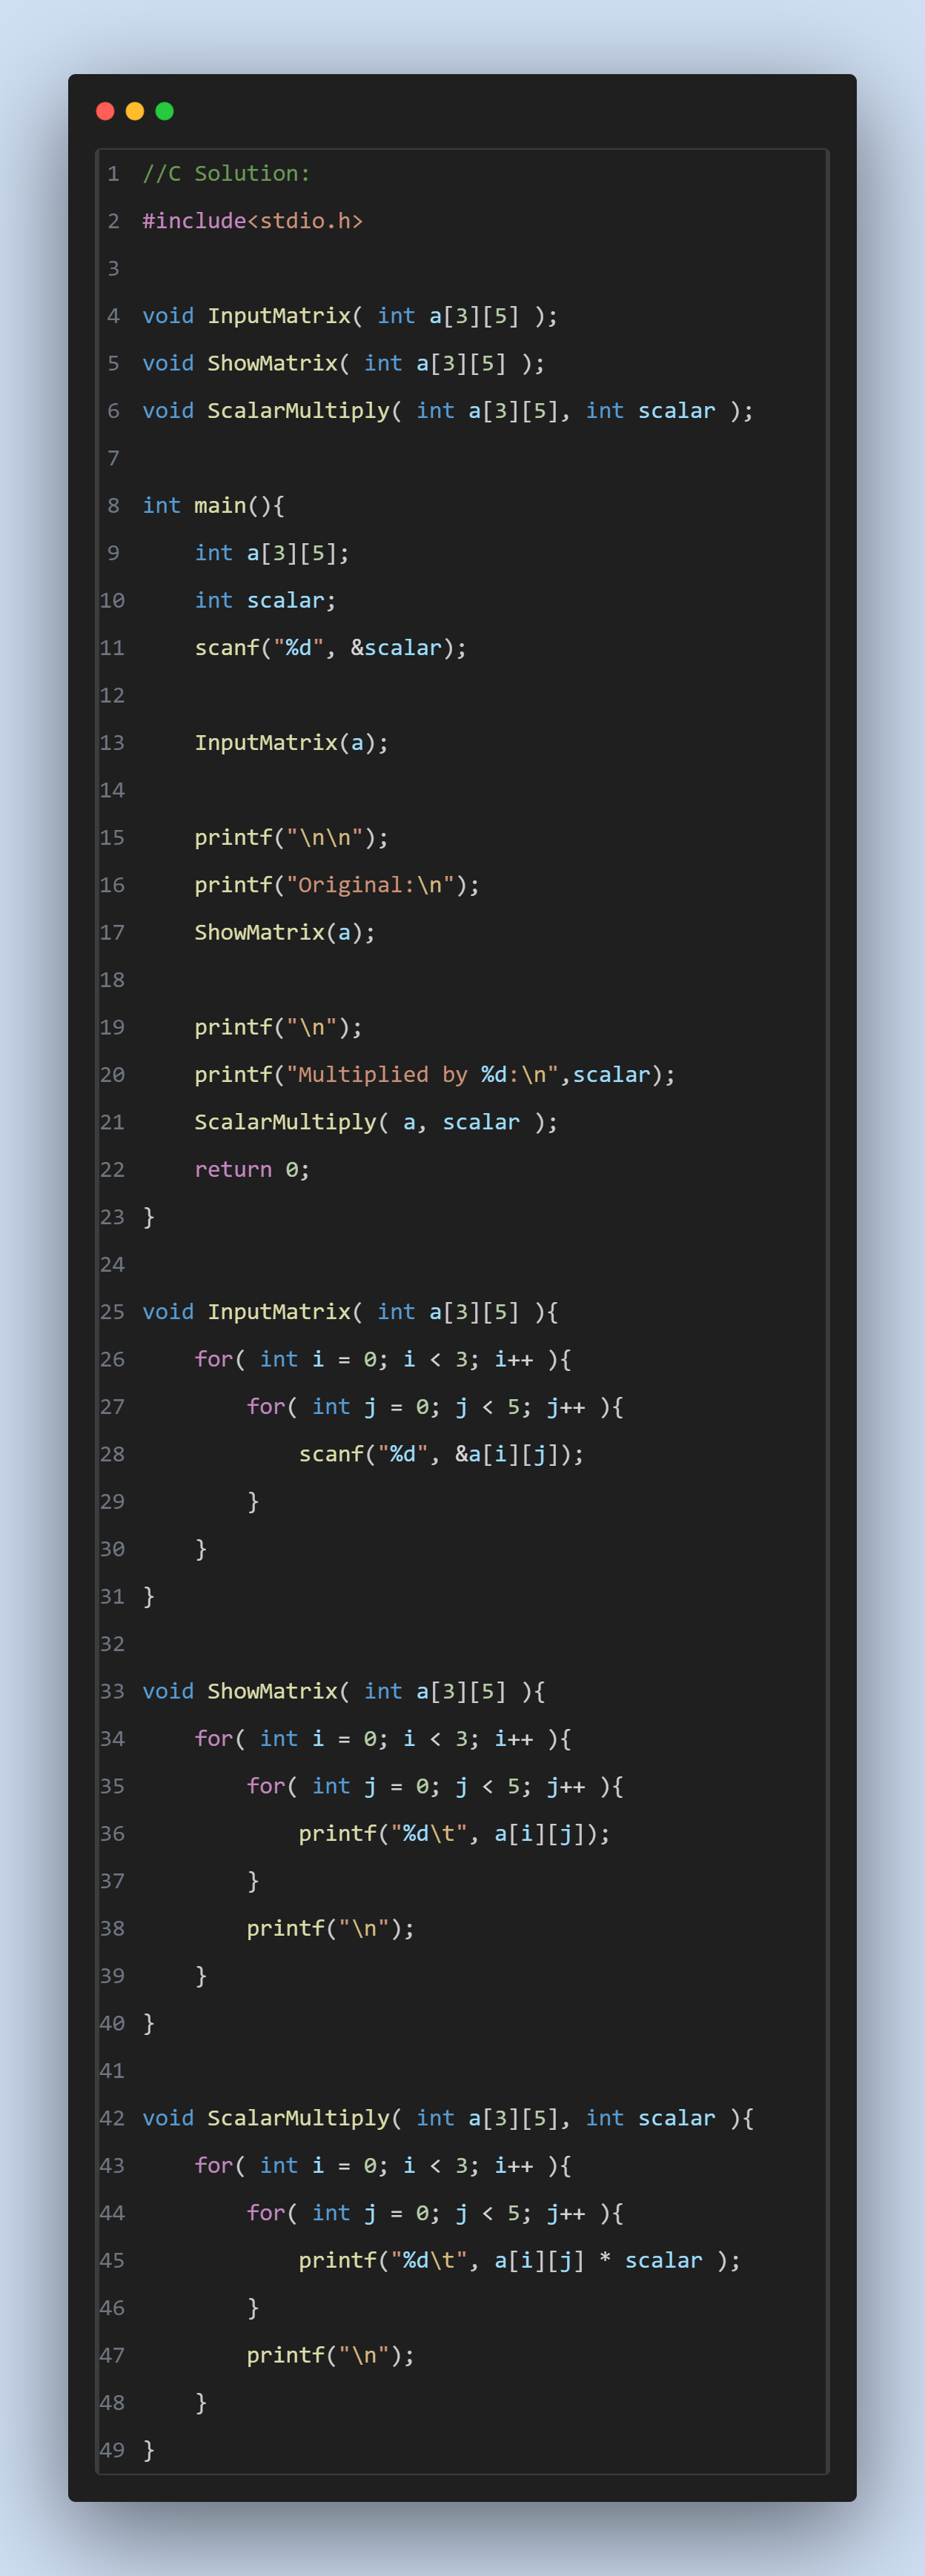 1 //C Solution:
2 #include<stdio.h>
3
4 void InputMatrix( int a[3][5] );
5 void ShowMatrix( int a[3][5] );
6 void ScalarMultiply( int a[3][5], int scalar );
7
8 int main(){
9     int a[3][5];
10     int scalar;
11     scanf("%d", &scalar);
12
13     InputMatrix(a);
14
15     printf("\n\n");
16     printf("Original:\n");
17     ShowMatrix(a);
18
19     printf("\n");
20     printf("Multiplied by %d:\n",scalar);
21     ScalarMultiply( a, scalar );
22     return 0;
23 }
24
25 void InputMatrix( int a[3][5] ){
26     for( int i = 0; i < 3; i++ ){
27         for( int j = 0; j < 5; j++ ){
28             scanf("%d", &a[i][j]);
29         }
30     }
31 }
32
33 void ShowMatrix( int a[3][5] ){
34     for( int i = 0; i < 3; i++ ){
35         for( int j = 0; j < 5; j++ ){
36             printf("%d\t", a[i][j]);
37         }
38         printf("\n");
39     }
40 }
41
42 void ScalarMultiply( int a[3][5], int scalar ){
43     for( int i = 0; i < 3; i++ ){
44         for( int j = 0; j < 5; j++ ){
45             printf("%d\t", a[i][j] * scalar );
46         }
47         printf("\n");
48     }
49 }